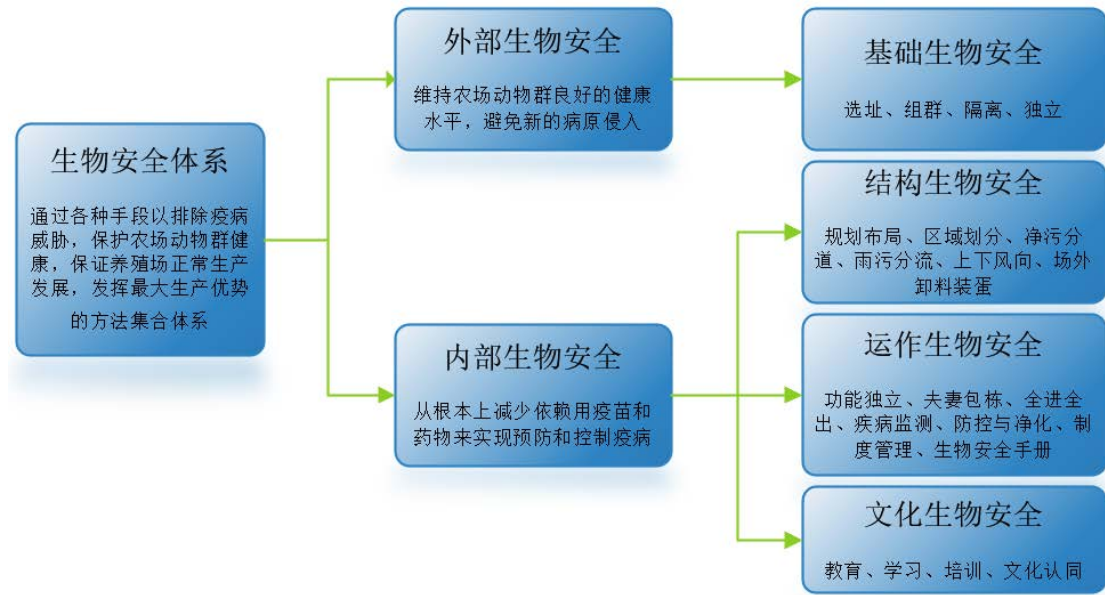 生物安全体系
通过各种手段以排除疫病
威胁，保护农场动物群健
康，保证养殖场正常生产
发展，发挥最大生产优势
的方法集合体系
外部生物安全
维持农场动物群良好的健康
水平，避免新的病原侵入
内部生物安全
从根本上减少依赖用疫苗和
药物来实现预防和控制疫病
基础生物安全
选址、组群、隔离、独立
结构生物安全
规划布局、区域划分、净污分
道、雨污分流、上下风向、场外
卸料装蛋
运作生物安全
功能独立、夫妻包栋、全进全
出、疾病监测、防控与净化、制
度管理、生物安全手册
文化生物安全
教育、学习、培训、文化认同